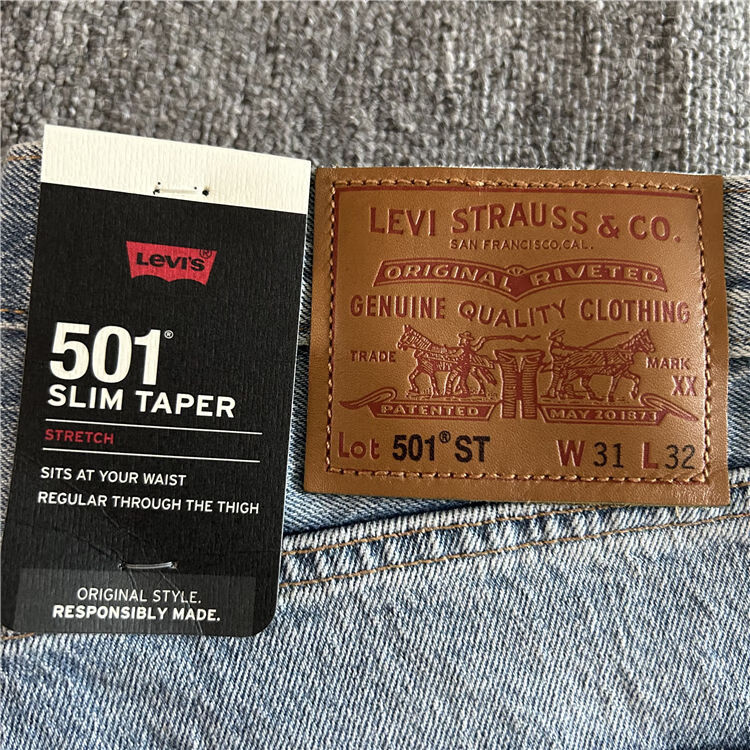 Levi's®
501®
SLIM TAPER
STRETCH
SITS AT YOUR WAIST
REGULAR THROUGH THE THIGH
ORIGINAL STYLE.
RESPONSIBLY MADE.
LEVI STRAUSS & CO.
SAN FRANCISCO, CAL.
ORIGINAL RIVETED
GENUINE QUALITY CLOTHING
TRADE MARK
XX
PATENTED MAY 20 1873
Lot 501® ST W 31 L 32